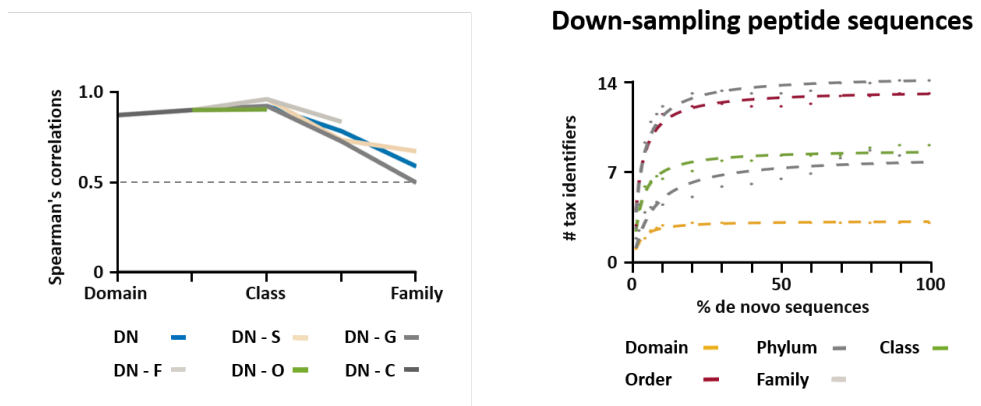 Down-sampling peptide sequences
Spearman's correlations
1.0
0.5
0
Domain
Class
Family
DN
DN - S
DN - G
DN - F
DN - O
DN - C
# tax identifiers
14
7
0
0
50
100
% de novo sequences
Domain
Phylum
Class
Order
Family